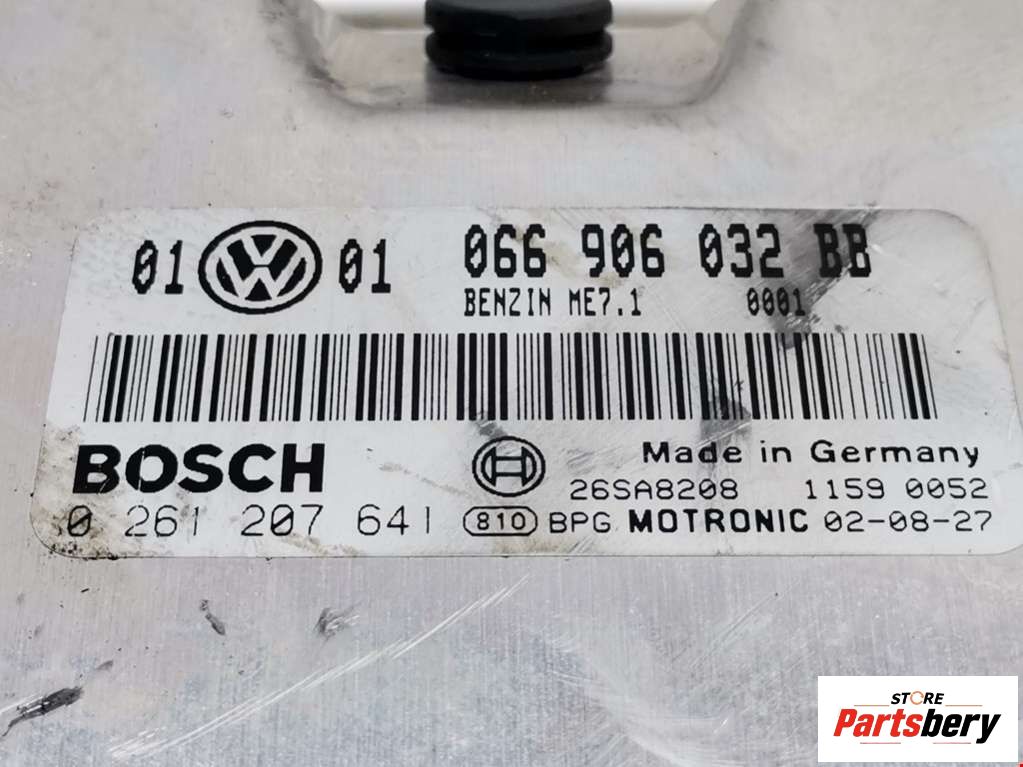 01 VW 01 066 906 032 BB
BENZIN ME7.1 0001
BOSCH Made in Germany
26SA8208 1159 0052
0 261 207 641 810 BPG MOTRONIC 02-08-27
STORE
Partsbery